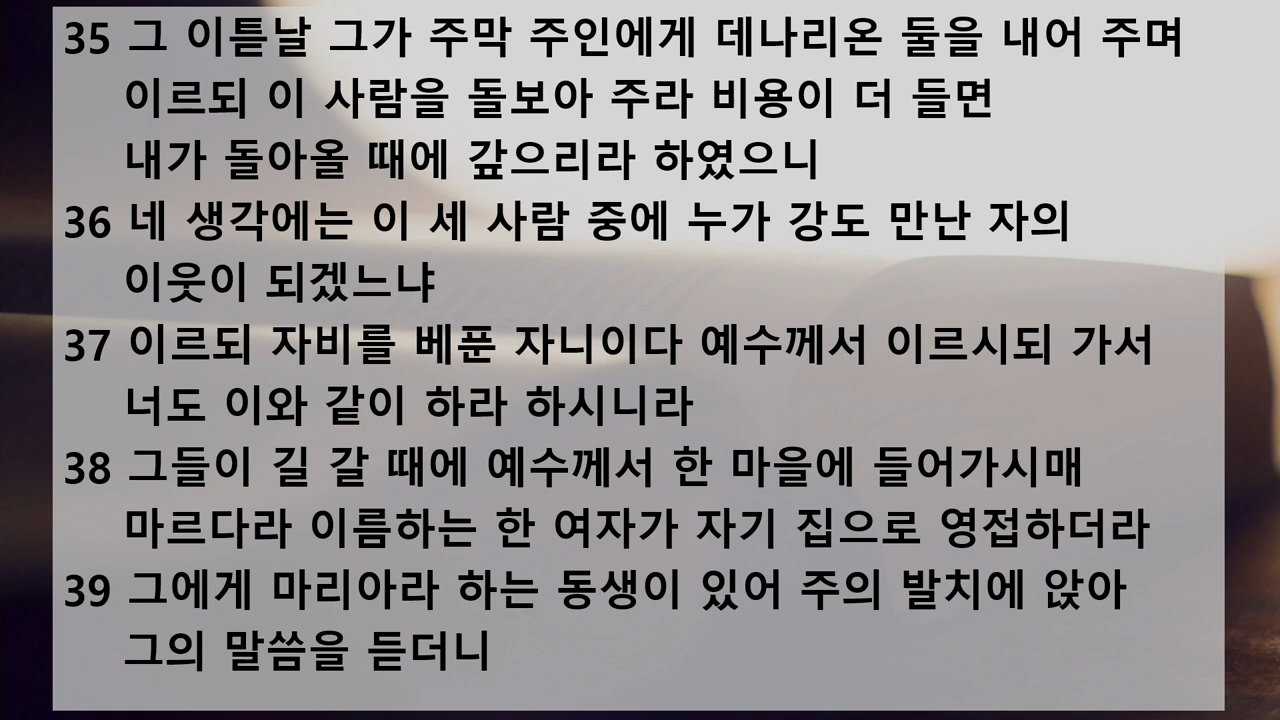 35 그 이튿날 그가 주막 주인에게 데나리온 둘을 내어 주며
이르되 이 사람을 돌보아 주라 비용이 더 들면
내가 돌아올 때에 갚으리라 하였으니
36 네 생각에는 이 세 사람 중에 누가 강도 만난 자의
이웃이 되겠느냐
37 이르되 자비를 베푼 자니이다 예수께서 이르시되 가서
너도 이와 같이 하라 하시니라
38 그들이 길 갈 때에 예수께서 한 마을에 들어가시매
마르다라 이름하는 한 여자가 자기 집으로 영접하더라
39 그에게 마리아라 하는 동생이 있어 주의 발치에 앉아
그의 말씀을 듣더니